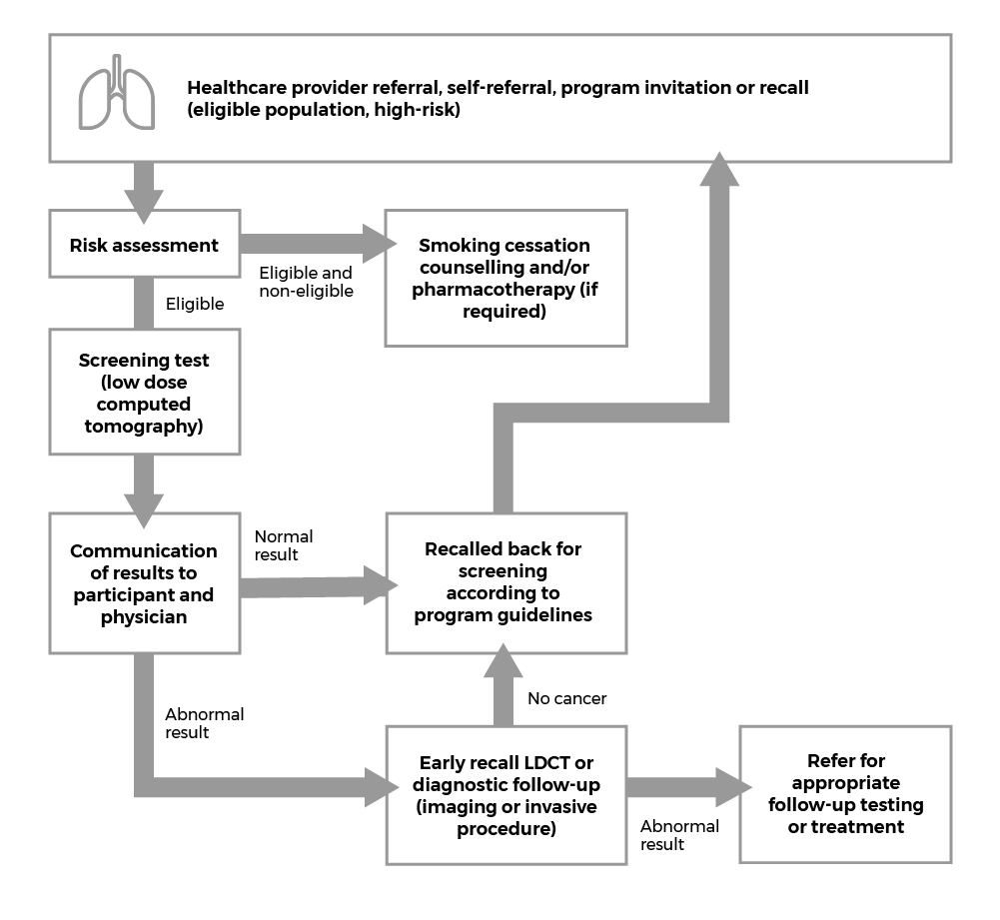 Healthcare provider referral, self-referral, program invitation or recall
(eligible population, high-risk)
Risk assessment
Eligible and
non-eligible
Smoking cessation
counselling and/or
pharmacotherapy (if
required)
Eligible
Screening test
(low dose
computed
tomography)
Communication
of results to
participant and
physician
Normal
result
Recalled back for
screening
according to
program guidelines
Abnormal
result
No cancer
Early recall LDCT or
diagnostic follow-up
(imaging or invasive
procedure)
Abnormal
result
Refer for
appropriate
follow-up testing
or treatment